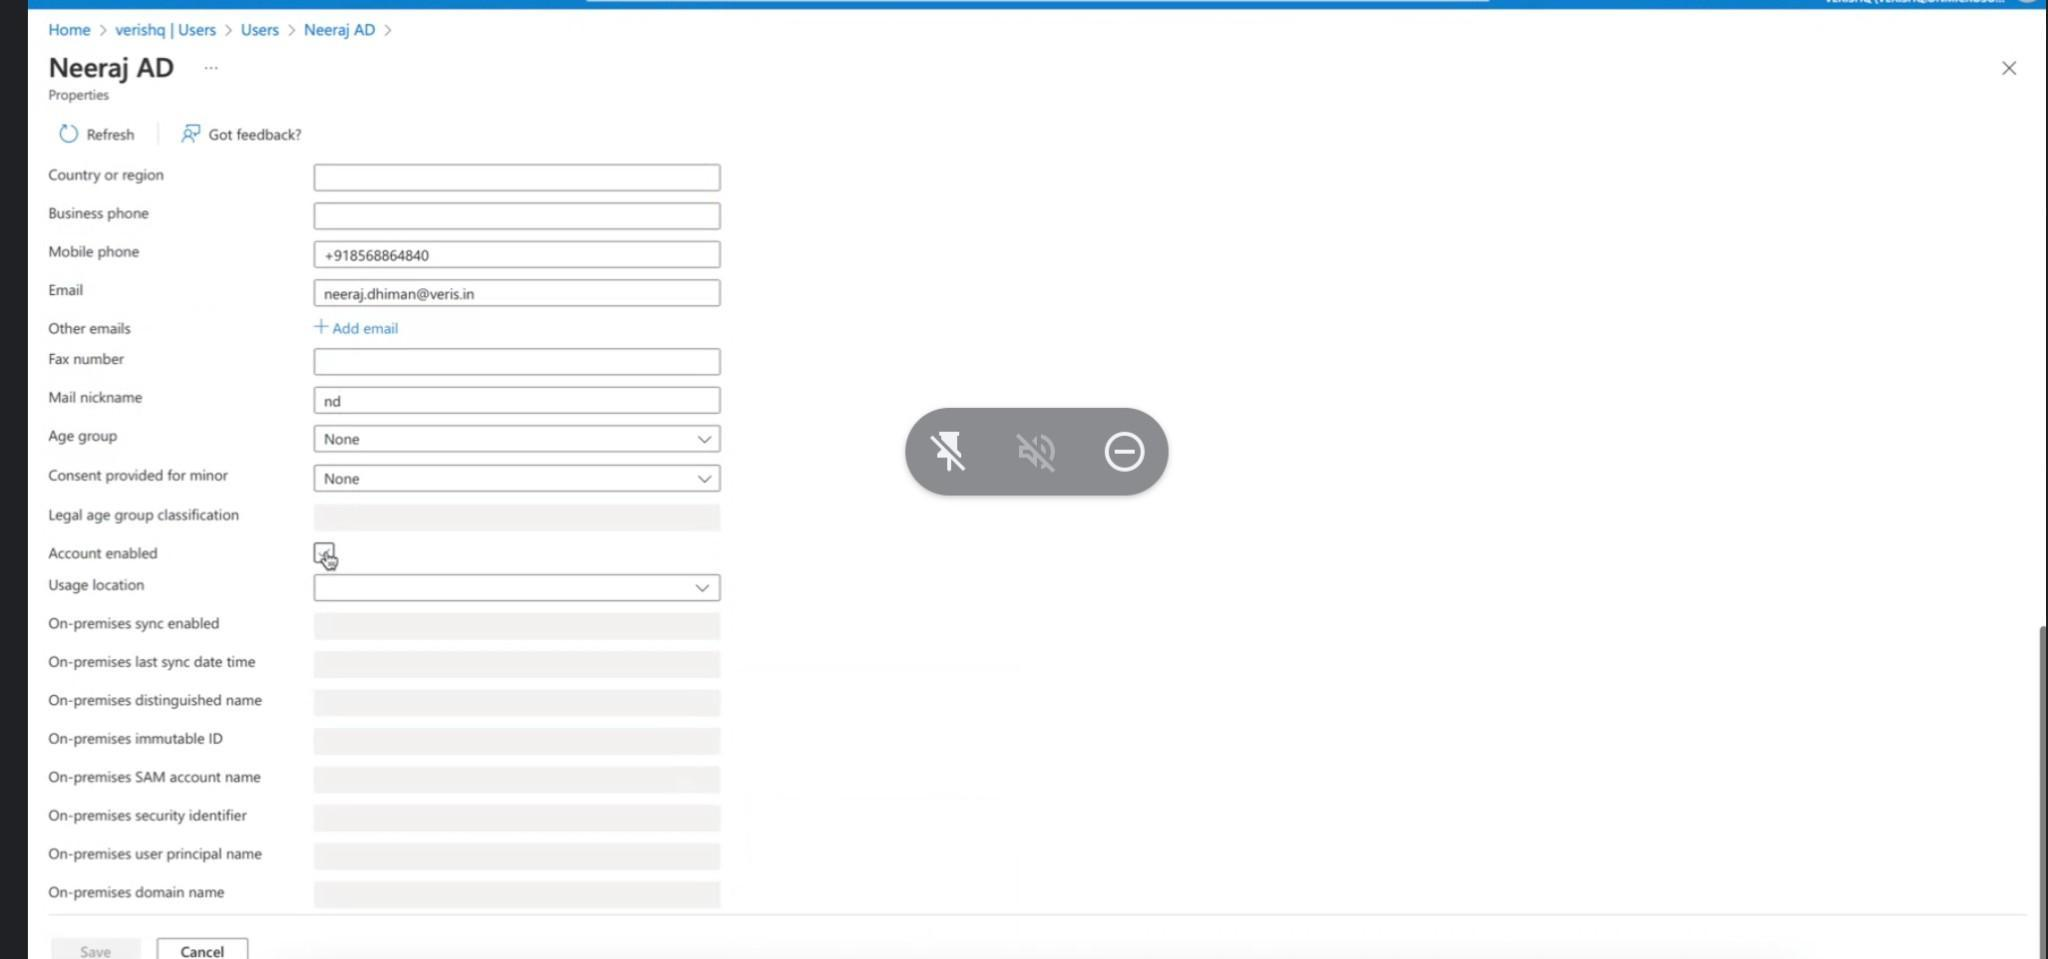 Home > verishq | Users > Users > Neeraj AD >
Neeraj AD ...
Properties
Refresh | Got feedback?
Country or region
Business phone
Mobile phone +918568864840
Email neeraj.dhiman@veris.in
Other emails + Add email
Fax number
Mail nickname nd
Age group None
Consent provided for minor None
Legal age group classification
Account enabled
Usage location
On-premises sync enabled
On-premises last sync date time
On-premises distinguished name
On-premises immutable ID
On-premises SAM account name
On-premises security identifier
On-premises user principal name
On-premises domain name
Save Cancel